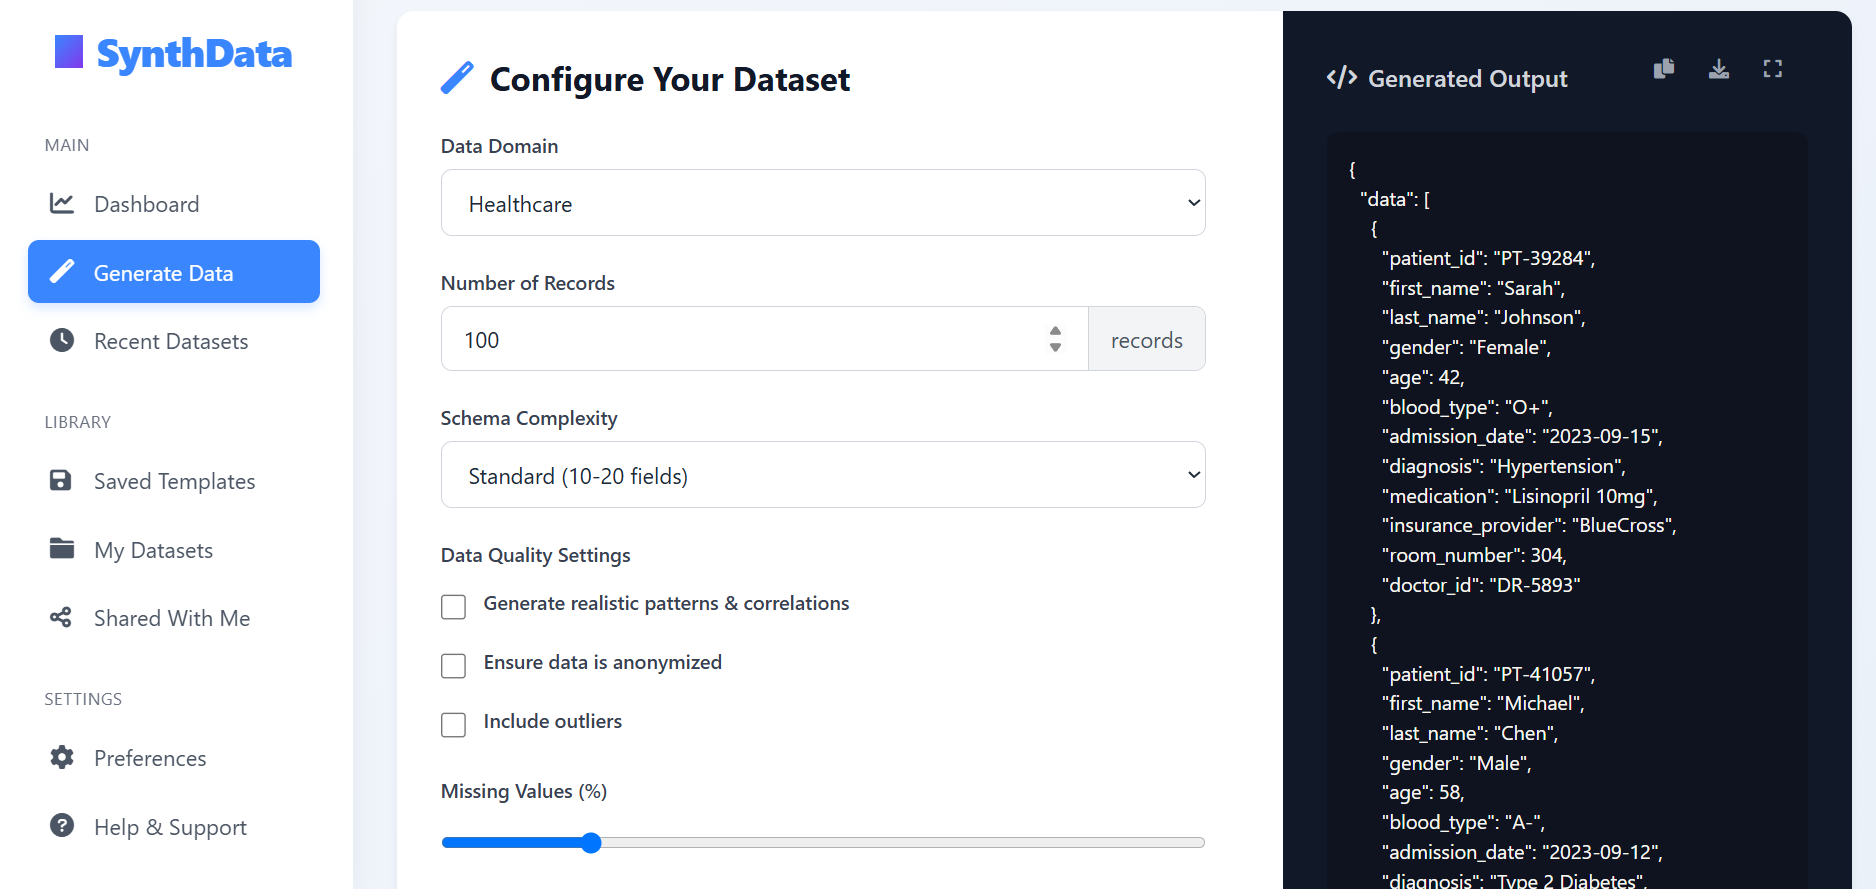 SynthData
MAIN
Dashboard
Generate Data
Recent Datasets
LIBRARY
Saved Templates
My Datasets
Shared With Me
SETTINGS
Preferences
Help & Support
Configure Your Dataset
Data Domain
Healthcare
Number of Records
100
records
Schema Complexity
Standard (10-20 fields)
Data Quality Settings
Generate realistic patterns & correlations
Ensure data is anonymized
Include outliers
Missing Values (%)
</> Generated Output
{
"data": [
{
"patient_id": "PT-39284",
"first_name": "Sarah",
"last_name": "Johnson",
"gender": "Female",
"age": 42,
"blood_type": "O+",
"admission_date": "2023-09-15",
"diagnosis": "Hypertension",
"medication": "Lisinopril 10mg",
"insurance_provider": "BlueCross",
"room_number": 304,
"doctor_id": "DR-5893"
},
{
"patient_id": "PT-41057",
"first_name": "Michael",
"last_name": "Chen",
"gender": "Male",
"age": 58,
"blood_type": "A-",
"admission_date": "2023-09-12",
"diagnosis": "Type 2 Diabetes",